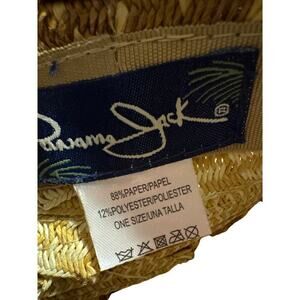 Panama Jack®
88%PAPER/PAPEL
12%POLYESTER/POLIESTER
ONE SIZE/UNA TALLA